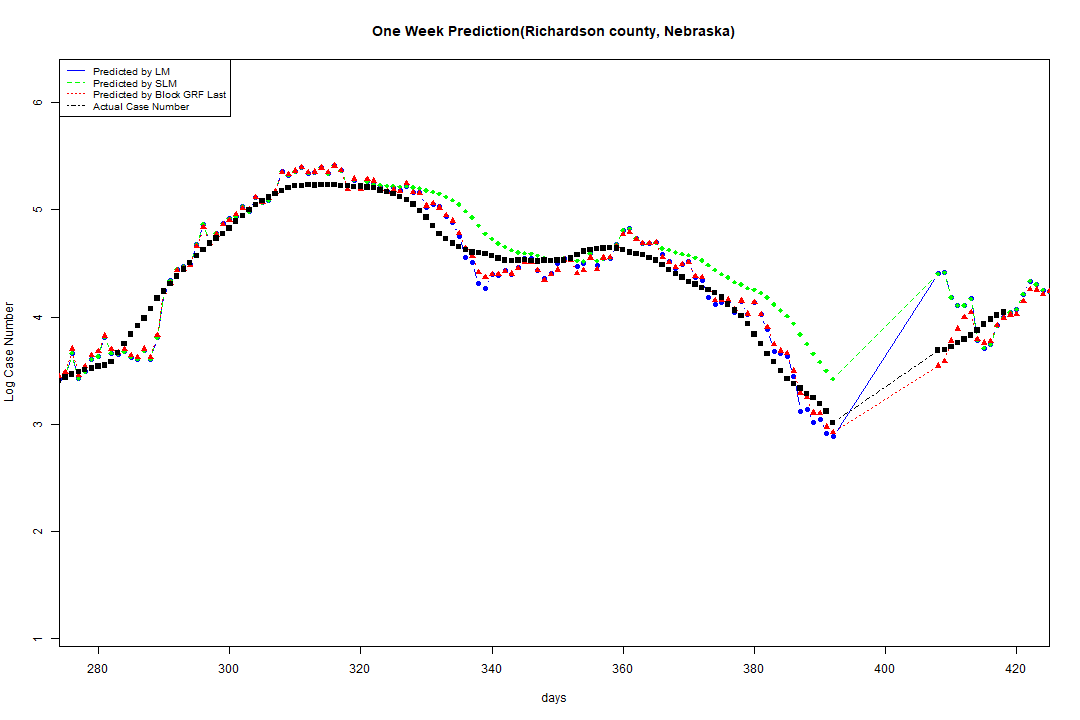 One Week Prediction(Richardson county, Nebraska)
Predicted by LM
Predicted by SLM
Predicted by Block GRF Last
Actual Case Number
Log Case Number
6
5
4
3
2
1
280 300 320 340 360 380 400 420
days